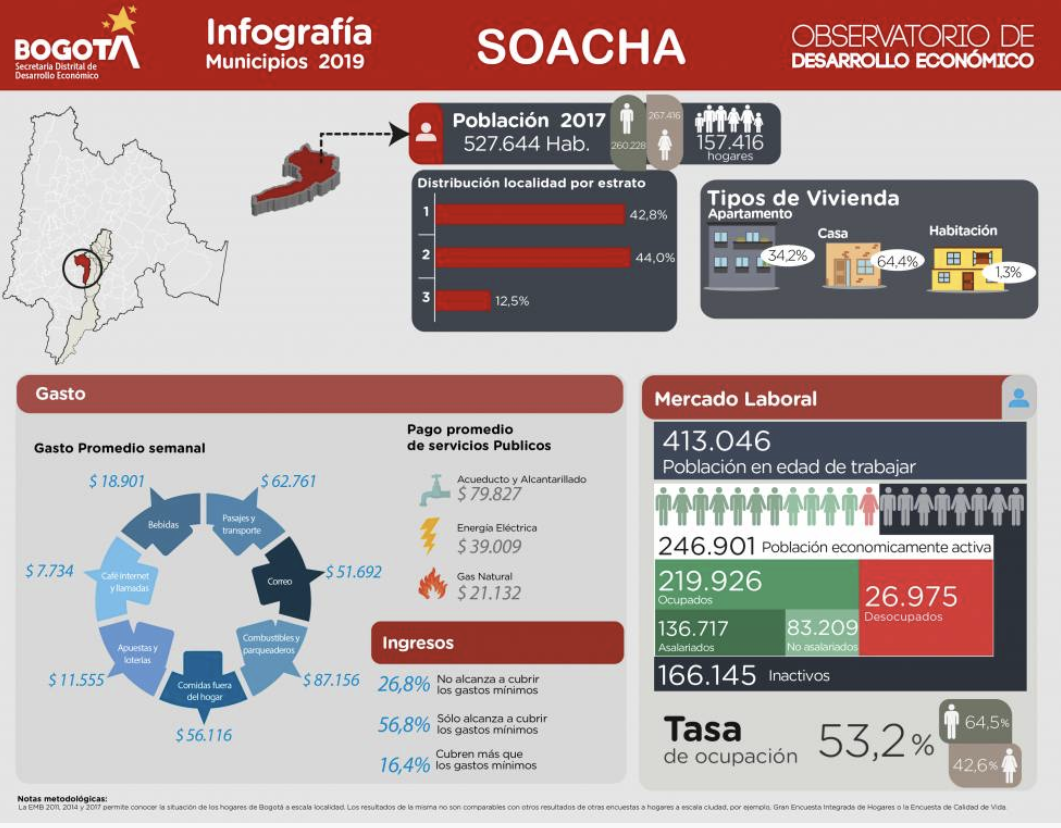 BOGOTÁ
Secretaría Distrital de
Desarrollo Económico
Infografía
Municipios 2019
SOACHA
OBSERVATORIO DE
DESARROLLO ECONÓMICO
Población 2017
527.644 Hab.
260.228
267.416
157.416
hogares
Distribución localidad por estrato
1
42,8%
2
44,0%
3
12,5%
Tipos de Vivienda
Apartamento
34,2%
Casa
64,4%
Habitación
1,3%
Gasto
Gasto Promedio semanal
$ 18.901
Bebidas
$ 62.761
Pasajes y
transporte
$ 51.692
Correo
$ 87.156
Combustibles y
parqueaderos
$ 56.116
Comidas fuera
del hogar
$ 11.555
Apuestas y
loterías
$ 7.734
Café internet
y llamadas
Pago promedio
de servicios Publicos
Acueducto y Alcantarillado
$ 79.827
Energía Eléctrica
$ 39.009
Gas Natural
$ 21.132
Ingresos
26,8% No alcanza a cubrir
los gastos mínimos
56,8% Sólo alcanza a cubrir
los gastos mínimos
16,4% Cubren más que
los gastos mínimos
Mercado Laboral
413.046
Población en edad de trabajar
246.901 Población economicamente activa
219.926
Ocupados
26.975
Desocupados
136.717
Asalariados
83.209
No asalariados
166.145 Inactivos
Tasa
de ocupación
53,2 %
64,5%
42,6%
Notas metodológicas:
La EMB 2011, 2014 y 2017 permite conocer la situación de los hogares de Bogotá a escala localidad. Los resultados de la misma no son comparables con otros resultados de otras encuestas a hogares a escala ciudad, por ejemplo, Gran Encuesta Integrada de Hogares o la Encuesta de Calidad de Vida.